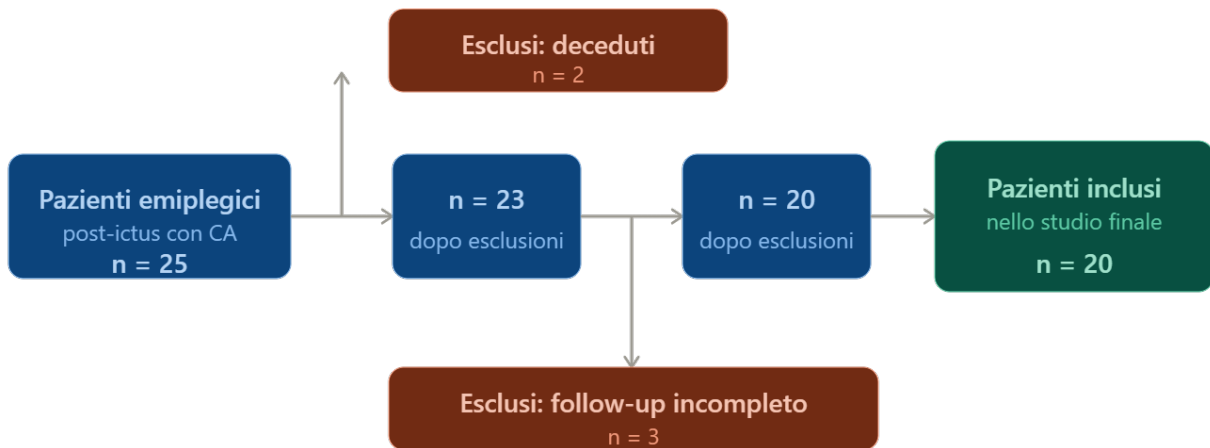 Esclusi: deceduti
n = 2
Pazienti emiplegici
post-ictus con CA
n = 25
n = 23
dopo esclusioni
n = 20
dopo esclusioni
Pazienti inclusi
nello studio finale
n = 20
Esclusi: follow-up incompleto
n = 3